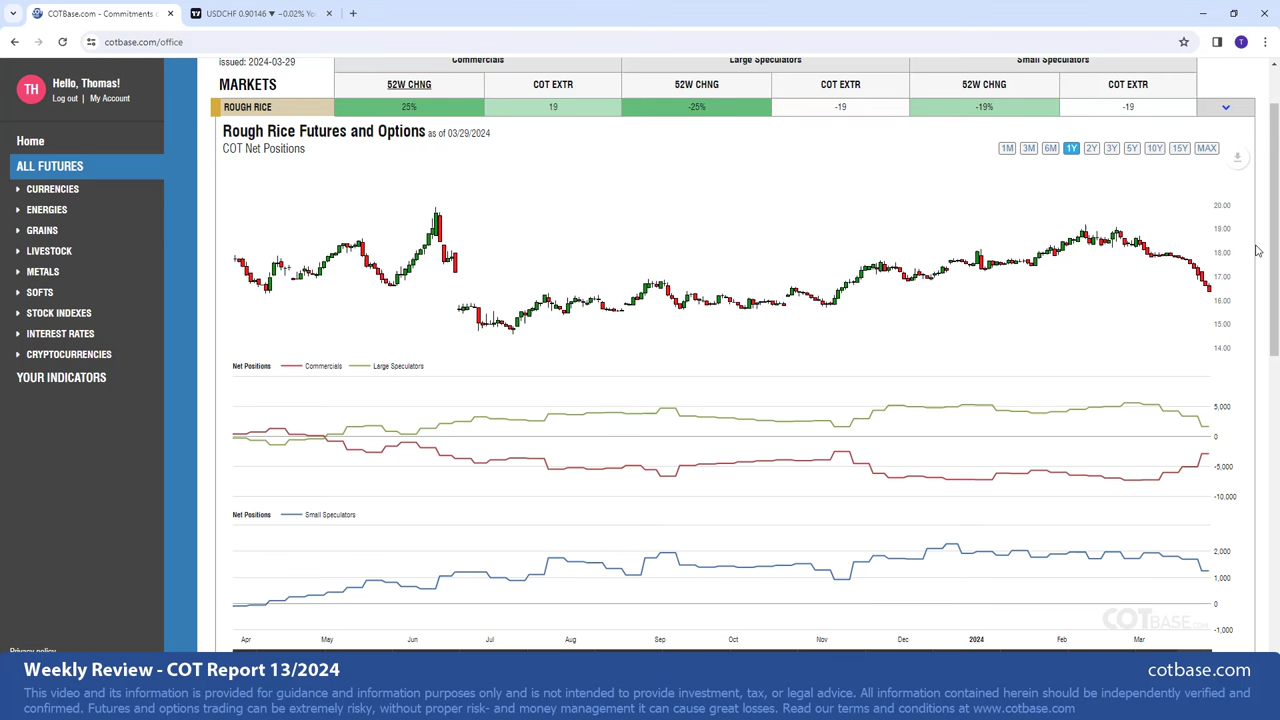 COTBase.com - Commitments o
USDCHF 0.90146 ▼ −0.02% Yo
cotbase.com/office
T
issued: 2024-03-29
Commercials
Large Speculators
Small Speculators
TH
Hello, Thomas!
Log out | My Account
MARKETS
52W CHNG
COT EXTR
52W CHNG
COT EXTR
52W CHNG
COT EXTR
ROUGH RICE
25%
19
-25%
-19
-19%
-19
Home
ALL FUTURES
CURRENCIES
ENERGIES
GRAINS
LIVESTOCK
METALS
SOFTS
STOCK INDEXES
INTEREST RATES
CRYPTOCURRENCIES
YOUR INDICATORS
Privacy policy
Rough Rice Futures and Options as of 03/29/2024
COT Net Positions
1M 3M 6M 1Y 2Y 3Y 5Y 10Y 15Y MAX
20.00
19.00
18.00
17.00
16.00
15.00
14.00
Net Positions Commercials Large Speculators
5,000
0
-5,000
-10,000
Net Positions Small Speculators
2,000
1,000
0
-1,000
COTBASE.com
Apr May Jun Jul Aug Sep Oct Nov Dec 2024 Feb Mar
Weekly Review - COT Report 13/2024
cotbase.com
This video and its information is provided for guidance and information purposes only and is not intended to provide investment, tax, or legal advice. All information contained herein should be independently verified and
confirmed. Futures and options trading can be extremely risky, without proper risk- and money management it can cause great losses. Read our terms and conditions at www.cotbase.com